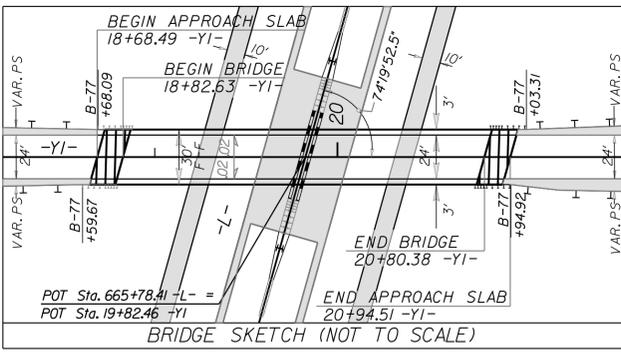 BEGIN APPROACH SLAB
18+68.49 -Y1-
BEGIN BRIDGE
18+82.63 -Y1-
VAR. PS
B-77
+68.09
10'
20
74°19'52.5"
10'
3'
B-77
+03.31
VAR. PS
-Y1-
24'
30'
F-F
.02 .02
24'
24'
VAR. PS
B-77
+59.67
-L-
3'
B-77
+94.92
VAR. PS
END BRIDGE
20+80.38 -Y1-
POT Sta. 665+78.41 -L- =
POT Sta. 19+82.46 -Y1
END APPROACH SLAB
20+94.51 -Y1-
BRIDGE SKETCH (NOT TO SCALE)